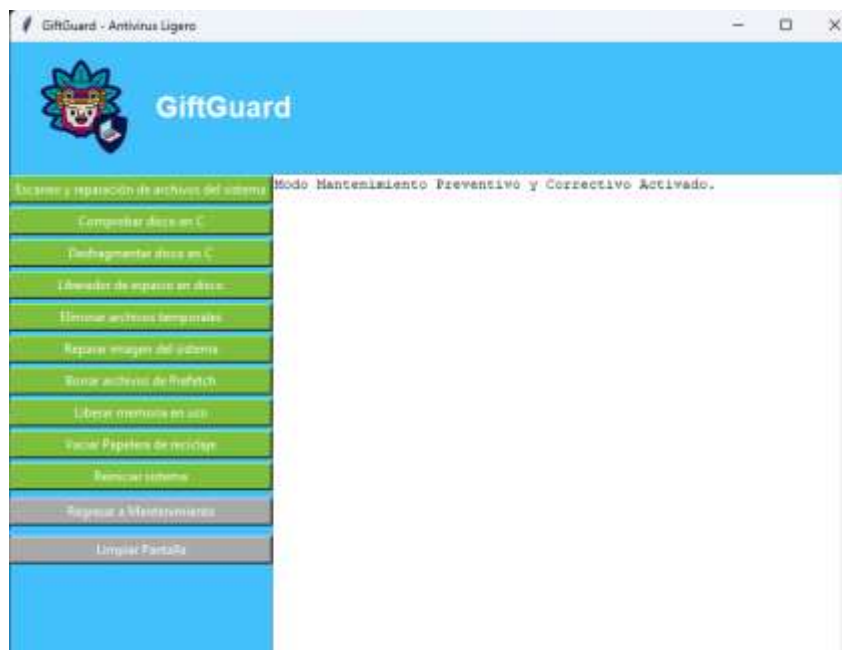 GiftGuard - Antivirus Ligero
GiftGuard
Escaneo y reparación de archivos del sistema
Modo Mantenimiento Preventivo y Correctivo Activado.
Comprobar disco en C
Desfragmentar disco en C
Liberador de espacio en disco
Eliminar archivos temporales
Reparar imagen del sistema
Borrar archivos de Prefetch
Liberar memoria en uso
Vaciar Papelera de reciclaje
Reiniciar sistema
Regresar a Mantenimiento
Limpiar Pantalla